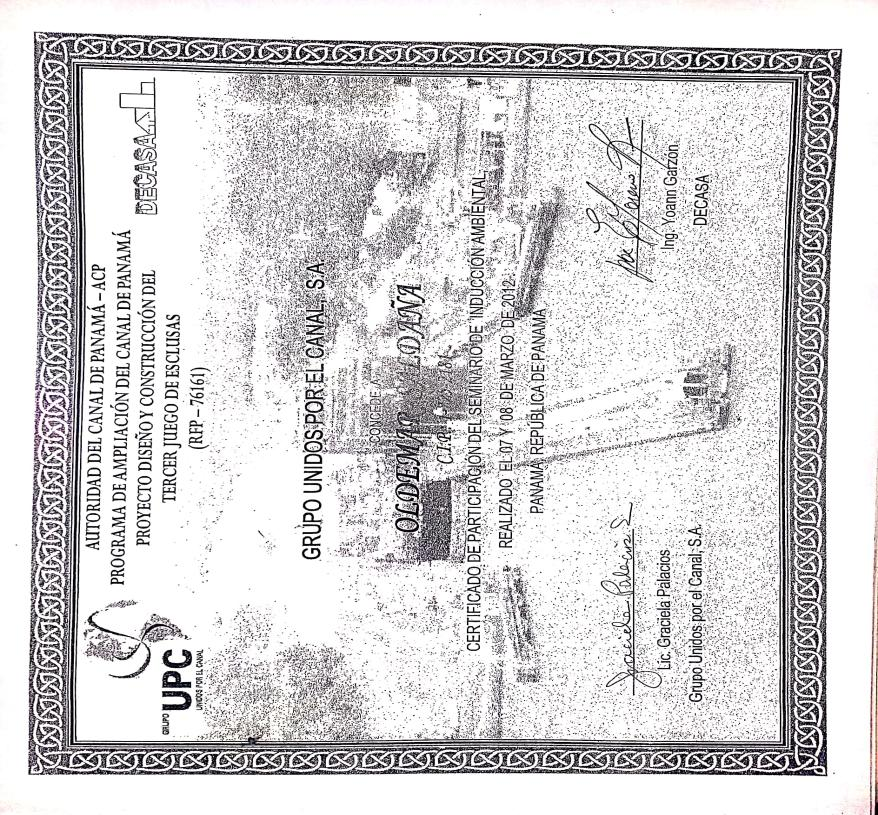 AUTORIDAD DEL CANAL DE PANAMÁ – ACP
PROGRAMA DE AMPLIACIÓN DEL CANAL DE PANAMÁ
PROYECTO DISEÑO Y CONSTRUCCIÓN DEL
TERCER JUEGO DE ESCLUSAS
(RFP – 76161)
GRUPO
UPC
UNIDOS POR EL CANAL
DECASA
GRUPO UNIDOS POR EL CANAL, S.A
CONCEDE A
OLDEMAR
CERTIFICADO DE PARTICIPACIÓN DEL SEMINARIO DE INDUCCIÓN AMBIENTAL
REALIZADO EL 07 Y 08 DE MARZO DE 2012
PANAMÁ REPÚBLICA DE PANAMÁ
Graciela Palacios
Lic. Graciela Palacios
Grupo Unidos por el Canal, S.A.
Ing. Yoann Garzon
DECASA